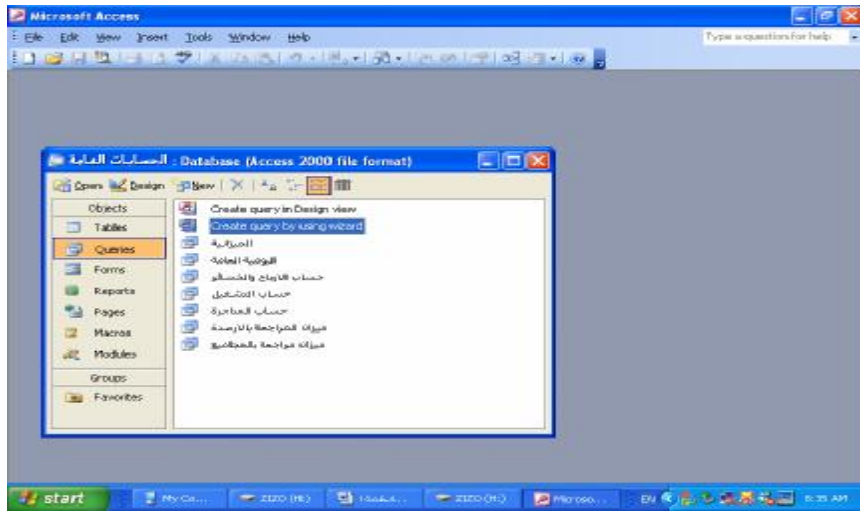 Microsoft Access
File Edit View Insert Tools Window Help
Type a question for help
الحسابات العامة : Database (Access 2000 file format)
Open Design New
Objects
Tables
Queries
Forms
Reports
Pages
Macros
Modules
Groups
Favorites
Create query in Design view
Create query by using wizard
الميزانية
اليومية العامة
حساب الارباح والخسائر
حساب التشغيل
حساب المتاجرة
ميزان المراجعة بالارصدة
ميزان مراجعة بالمجاميع
start
My Co...
ZIZO (H:)
ZIZO (H:)
Microso...
EN
8:35 AM